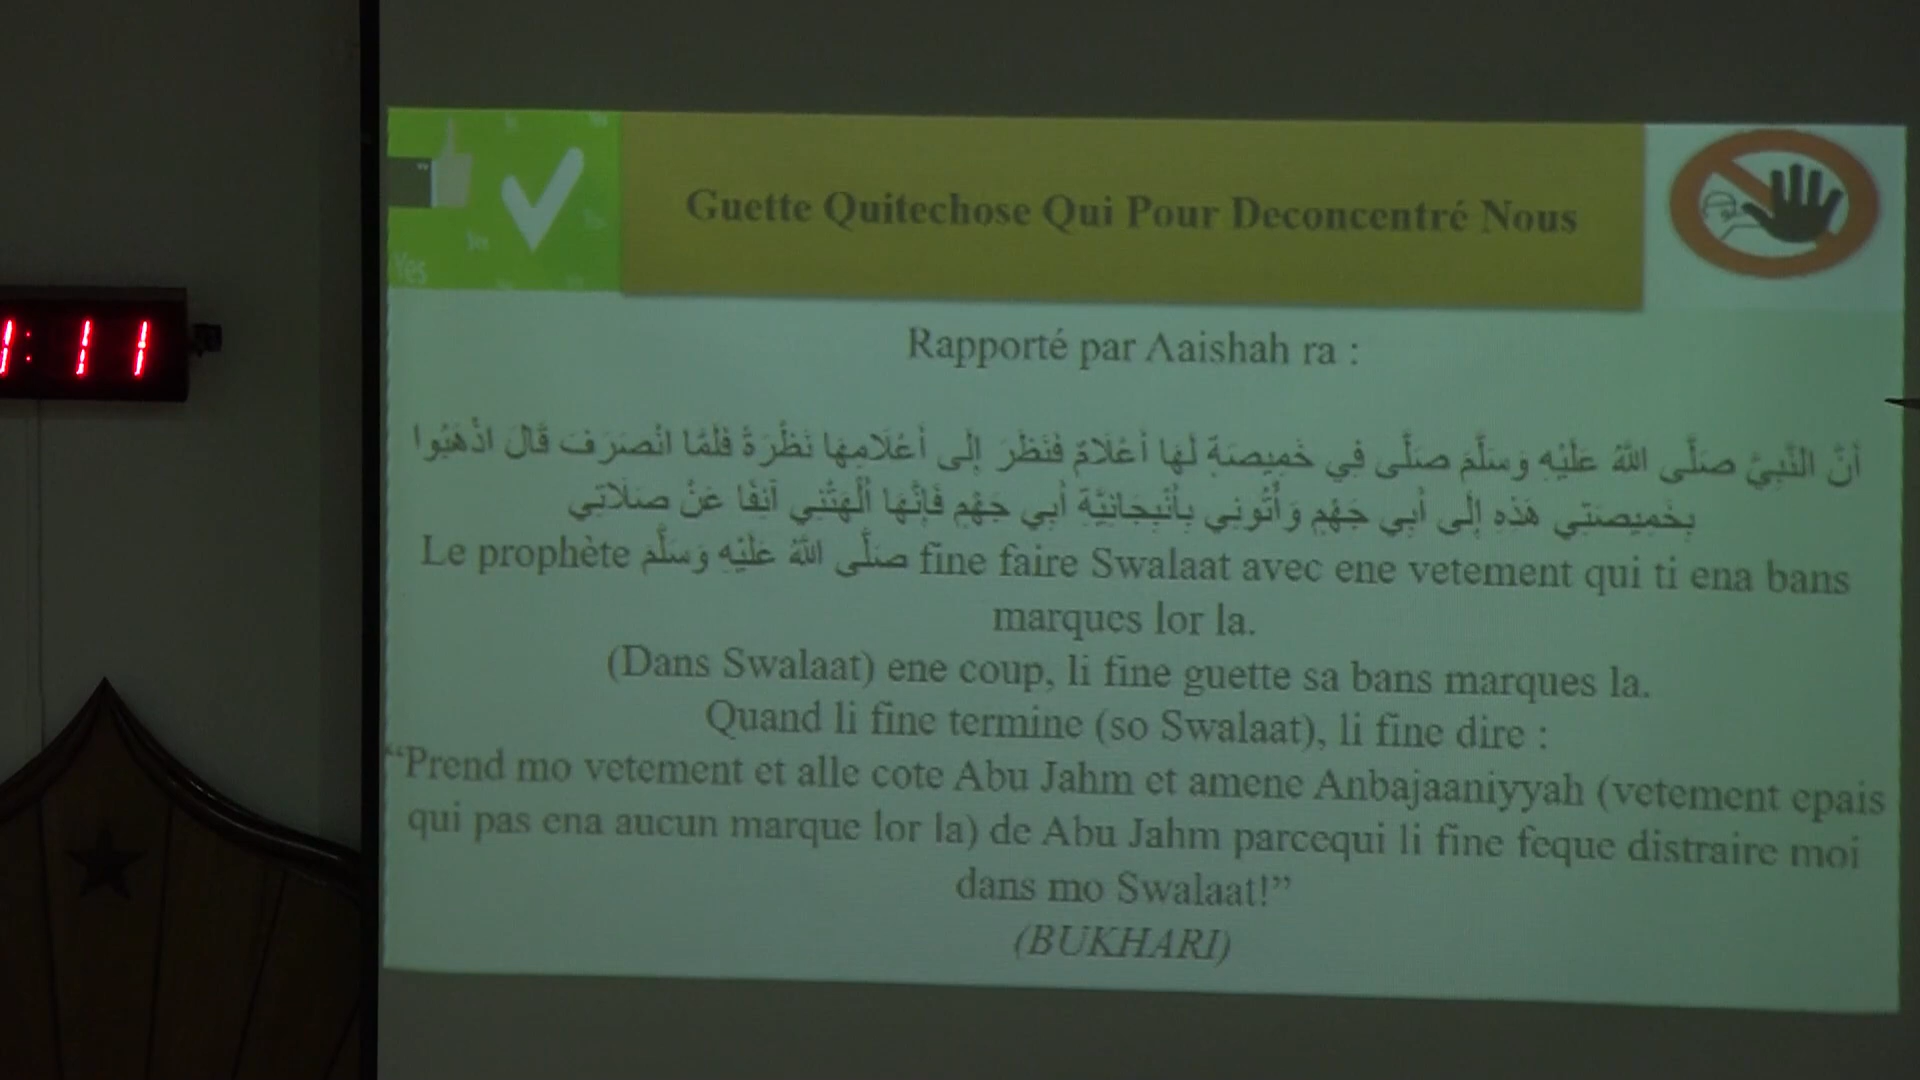 Yes
Guette Quitechose Qui Pour Deconcentré Nous
: 11
Rapporté par Aaishah ra :
أَنَّ النَّبِيَّ صَلَّى اللَّهُ عَلَيْهِ وَسَلَّمَ صَلَّى فِي خَمِيصَةٍ لَهَا أَعْلَامٌ فَنَظَرَ إِلَى أَعْلَامِهَا نَظْرَةً فَلَمَّا انْصَرَفَ قَالَ اذْهَبُوا
بِخَمِيصَتِي هَذِهِ إِلَى أَبِي جَهْمٍ وَأْتُونِي بِأَنْبِجَانِيَّةِ أَبِي جَهْمٍ فَإِنَّهَا أَلْهَتْنِي آنِفًا عَنْ صَلَاتِي
Le prophète صَلَّى اللَّهُ عَلَيْهِ وَسَلَّمَ fine faire Swalaat avec ene vetement qui ti ena bans
marques lor la.
(Dans Swalaat) ene coup, li fine guette sa bans marques la.
Quand li fine termine (so Swalaat), li fine dire :
“Prend mo vetement et alle cote Abu Jahm et amene Anbajaaniyyah (vetement epais
qui pas ena aucun marque lor la) de Abu Jahm parcequi li fine feque distraire moi
dans mo Swalaat!”
(BUKHARI)